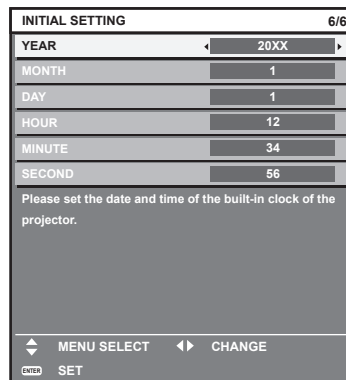 INITIAL SETTING 6/6
YEAR 20XX
MONTH 1
DAY 1
HOUR 12
MINUTE 34
SECOND 56
Please set the date and time of the built-in clock of the
projector.
MENU SELECT CHANGE
ENTER SET